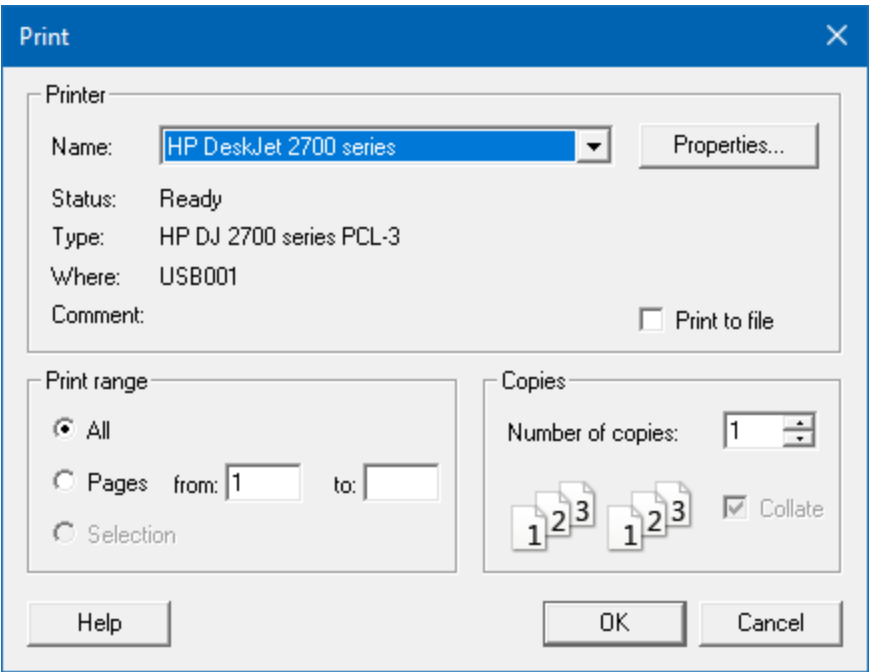 Print
Printer
Name: HP DeskJet 2700 series Properties...
Status: Ready
Type: HP DJ 2700 series PCL-3
Where: USB001
Comment:
Print to file
Print range
All
Pages from: 1 to:
Selection
Copies
Number of copies: 1
1 2 3 1 2 3 Collate
Help OK Cancel